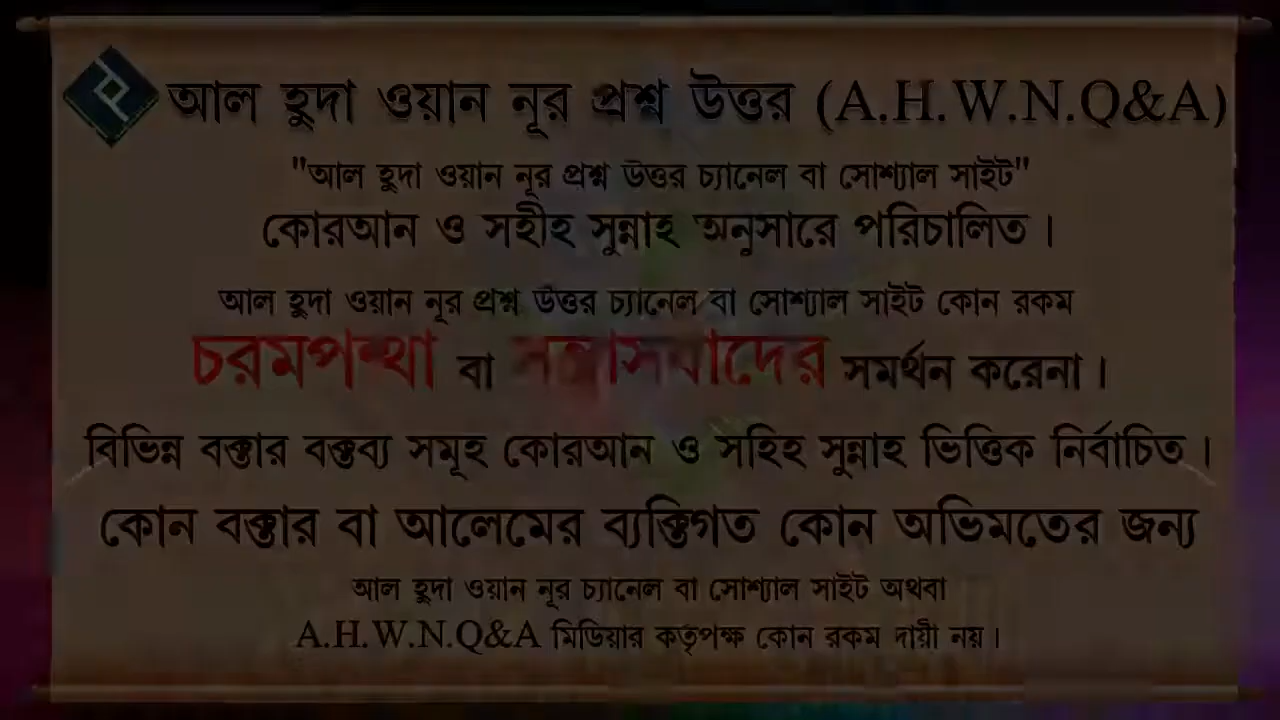 আল হুদা ওয়ান নূর প্রশ্ন উত্তর (A.H.W.N.Q&A)
"আল হুদা ওয়ান নূর প্রশ্ন উত্তর চ্যানেল বা সোশ্যাল সাইট"
কোরআন ও সহীহ সুন্নাহ অনুসারে পরিচালিত।
আল হুদা ওয়ান নূর প্রশ্ন উত্তর চ্যানেল বা সোশ্যাল সাইট কোন রকম
চরমপন্থা বা সন্ত্রাসবাদের সমর্থন করেনা।
বিভিন্ন বক্তার বক্তব্য সমূহ কোরআন ও সহিহ সুন্নাহ ভিত্তিক নির্বাচিত।
কোন বক্তার বা আলেমের ব্যক্তিগত কোন অভিমতের জন্য
আল হুদা ওয়ান নূর চ্যানেল বা সোশ্যাল সাইট অথবা
A.H.W.N.Q&A মিডিয়ার কর্তৃপক্ষ কোন রকম দায়ী নয়।